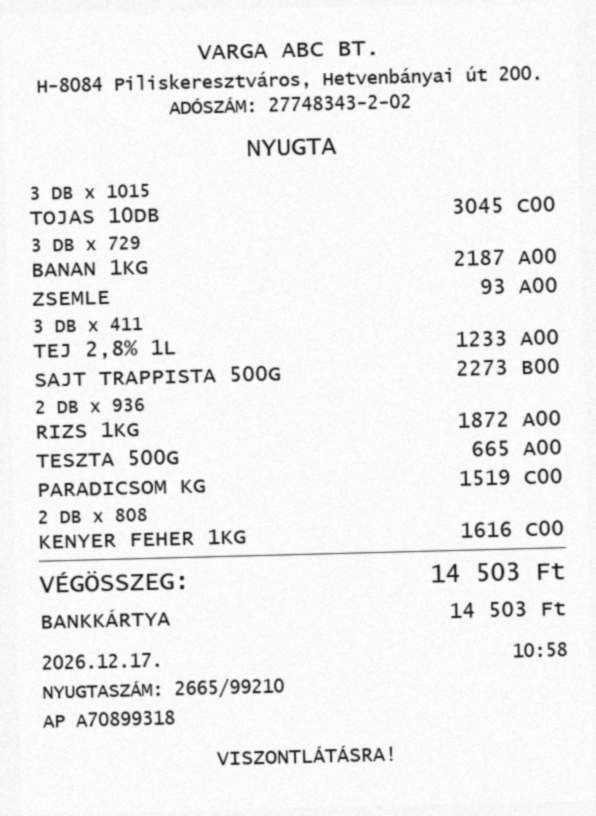 VARGA ABC BT.
H-8084 Piliskeresztváros, Hetvenbányai út 200.
ADÓSZÁM: 27748343-2-02
NYUGTA
3 DB x 1015
TOJAS 10DB 3045 C00
3 DB x 729
BANAN 1KG 2187 A00
ZSEMLE 93 A00
3 DB x 411
TEJ 2,8% 1L 1233 A00
SAJT TRAPPISTA 500G 2273 B00
2 DB x 936
RIZS 1KG 1872 A00
TESZTA 500G 665 A00
PARADICSOM KG 1519 C00
2 DB x 808
KENYER FEHER 1KG 1616 C00
VÉGÖSSZEG: 14 503 Ft
BANKKÁRTYA 14 503 Ft
2026.12.17. 10:58
NYUGTASZÁM: 2665/99210
AP A70899318
VISZONTLÁTÁSRA!